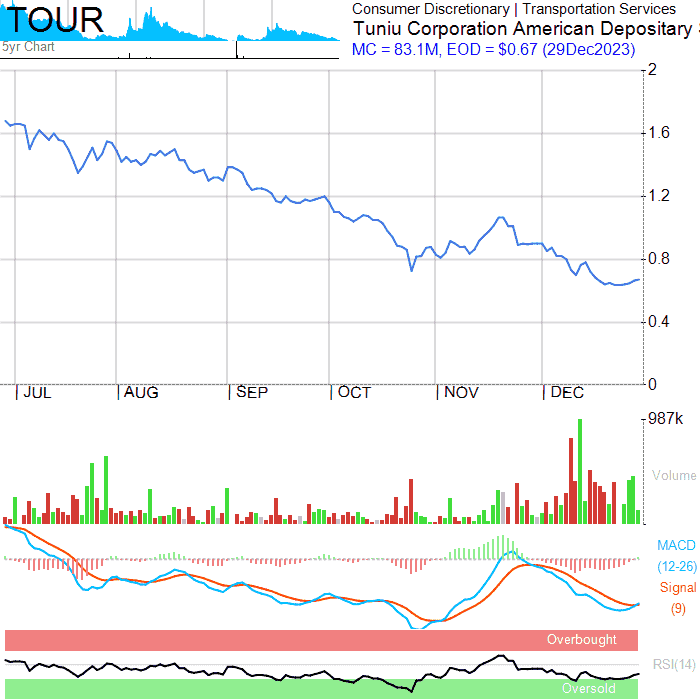 TOUR
5yr Chart
Consumer Discretionary | Transportation Services
Tuniu Corporation American Depositary
MC = 83.1M, EOD = $0.67 (29Dec2023)
2
1.6
1.2
0.8
0.4
0
JUL AUG SEP OCT NOV DEC
987k
Volume
MACD
(12-26)
Signal
(9)
Overbought
RSI(14)
Oversold